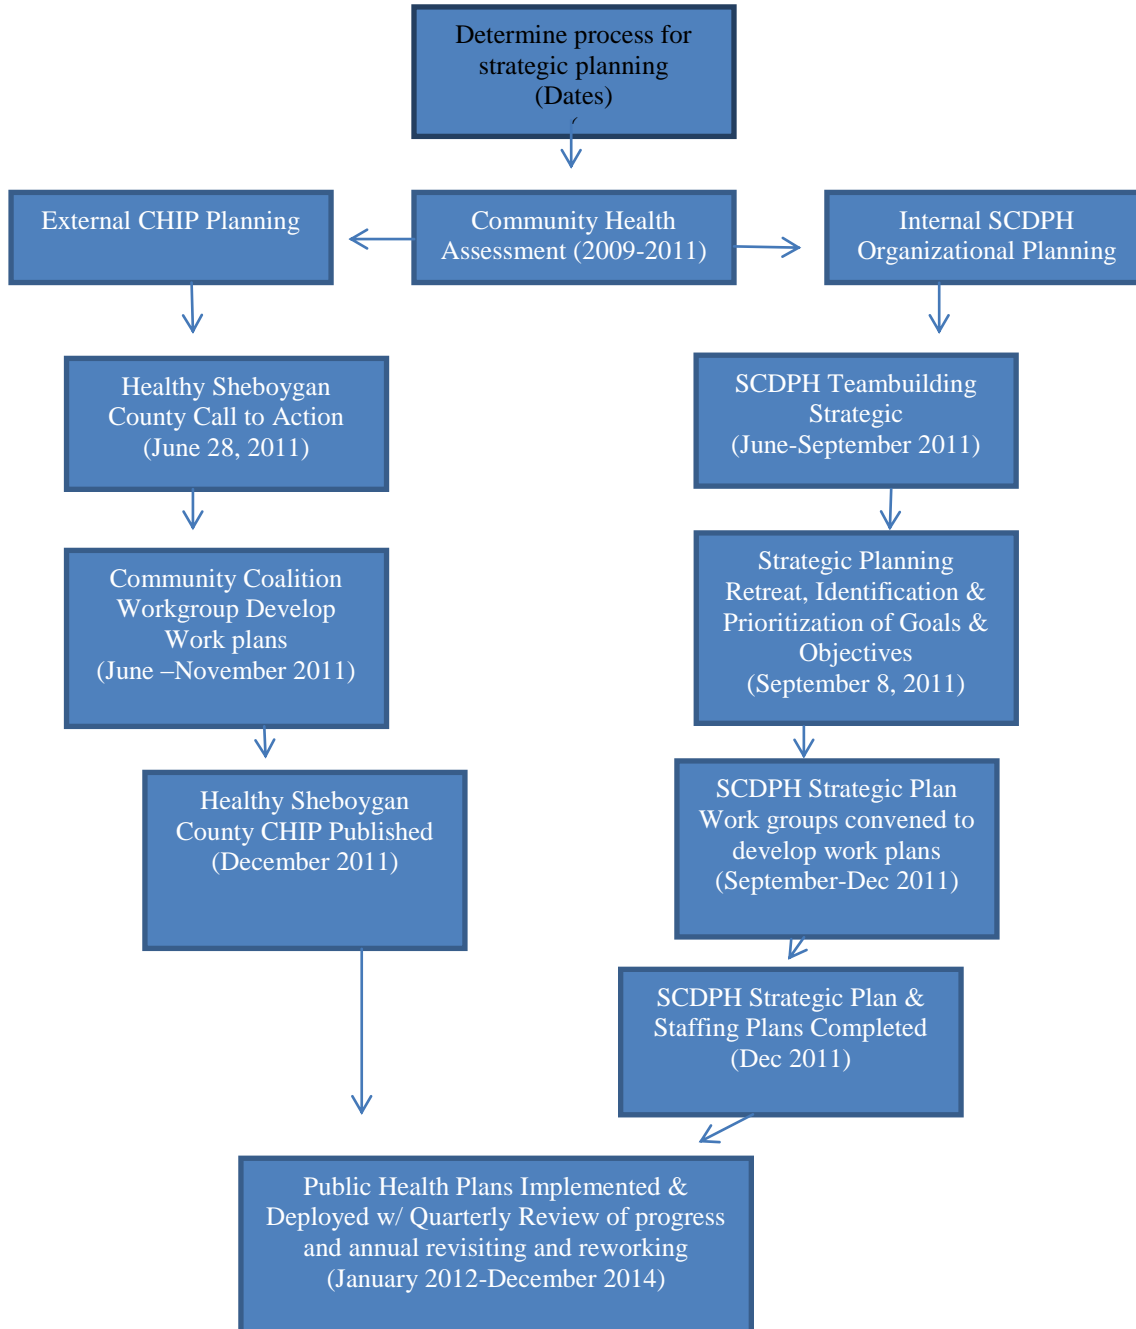 Determine process for
strategic planning
(Dates)
External CHIP Planning
Community Health
Assessment (2009-2011)
Internal SCDPH
Organizational Planning
Healthy Sheboygan
County Call to Action
(June 28, 2011)
SCDPH Teambuilding
Strategic
(June-September 2011)
Community Coalition
Workgroup Develop
Work plans
(June –November 2011)
Strategic Planning
Retreat, Identification &
Prioritization of Goals &
Objectives
(September 8, 2011)
Healthy Sheboygan
County CHIP Published
(December 2011)
SCDPH Strategic Plan
Work groups convened to
develop work plans
(September-Dec 2011)
SCDPH Strategic Plan &
Staffing Plans Completed
(Dec 2011)
Public Health Plans Implemented &
Deployed w/ Quarterly Review of progress
and annual revisiting and reworking
(January 2012-December 2014)